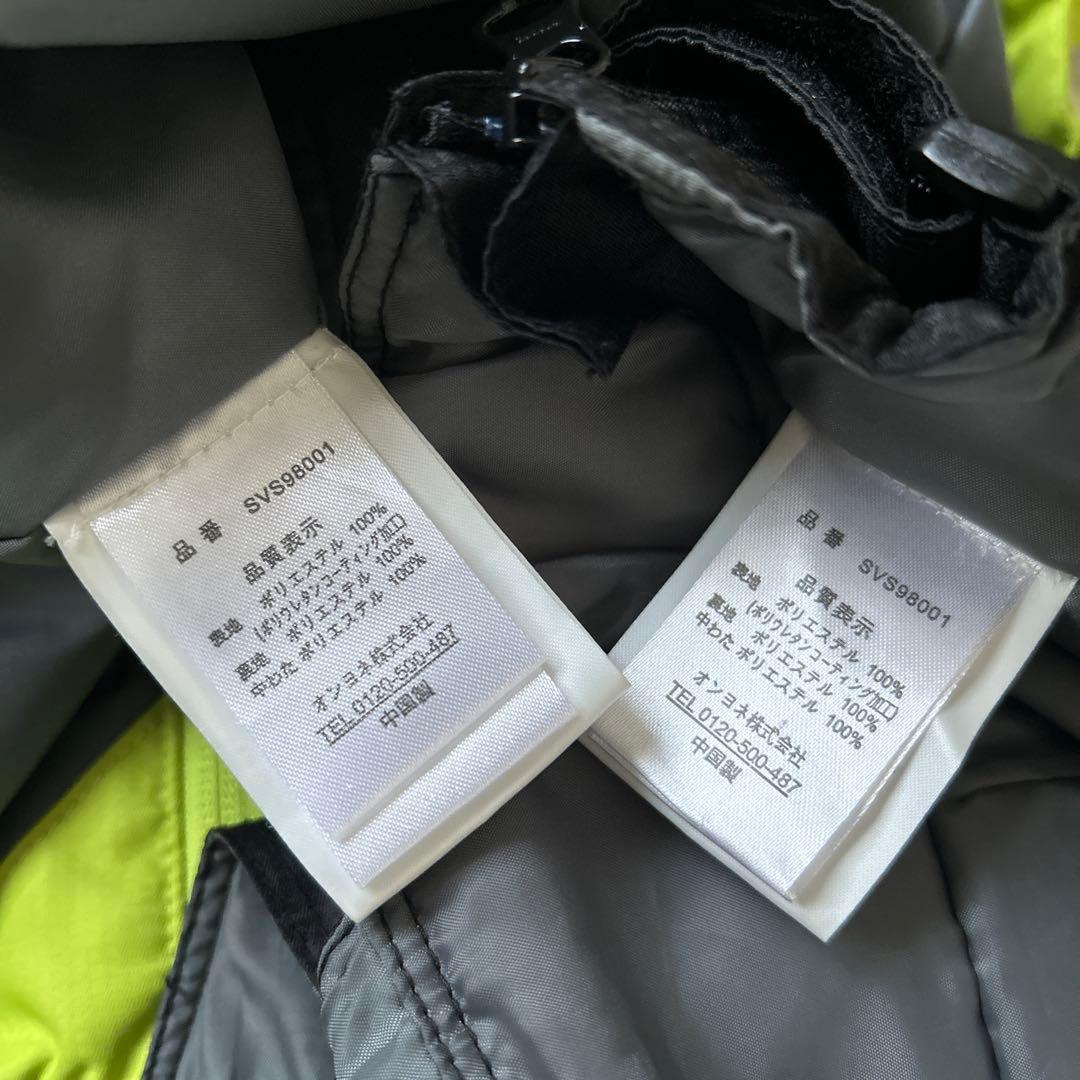 品番 SVS98001
品質表示
表地 ポリエステル 100%
(ポリウレタンコーティング加工)
裏地 ポリエステル 100%
中わた ポリエステル 100%
オンヨネ株式会社
TEL.0120-500-487
中国製
品番 SVS98001
品質表示
表地 ポリエステル 100%
(ポリウレタンコーティング加工)
裏地 ポリエステル 100%
中わた ポリエステル 100%
オンヨネ株式会社
TEL.0120-500-487
中国製